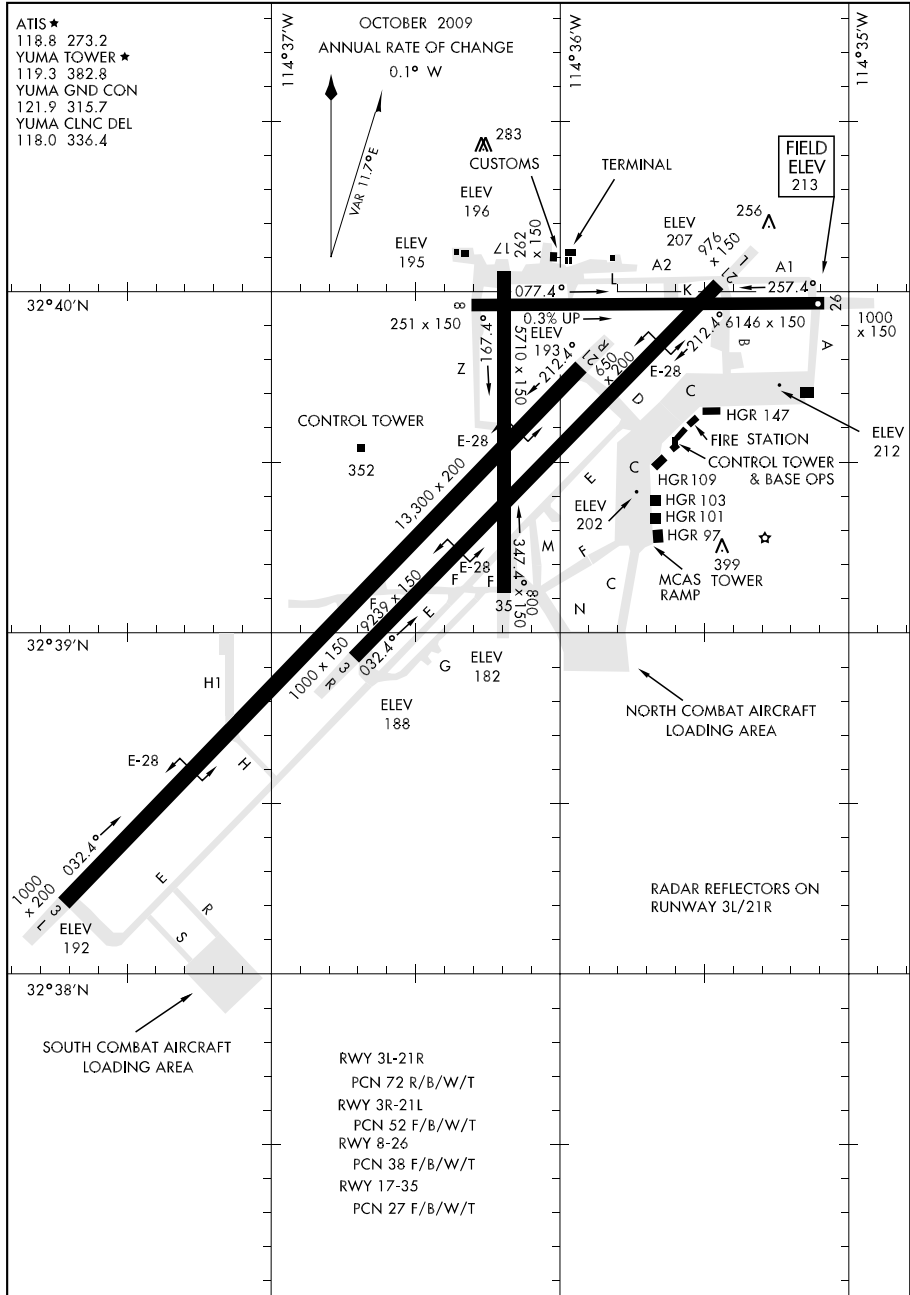 ATIS ★
118.8 273.2
YUMA TOWER ★
119.3 382.8
YUMA GND CON
121.9 315.7
YUMA CLNC DEL
118.0 336.4
OCTOBER 2009
ANNUAL RATE OF CHANGE
0.1° W
VAR 11.7° E
114°37'W
114°36'W
114°35'W
283
CUSTOMS
TERMINAL
FIELD
ELEV
213
256
ELEV
196
ELEV
195
ELEV
207
17
262
x 150
976
x 150
21
L
A2
A1
L
K
32°40'N
077.4°
257.4°
8
26
251 x 150
0.3% UP
6146 x 150
1000
x 150
ELEV
193
167.4°
5710 x 150
212.4°
21
R
650
x 200
212.4°
E-28
B
A
Z
D
C
CONTROL TOWER
352
E-28
HGR 147
FIRE STATION
CONTROL TOWER
& BASE OPS
ELEV
212
13,300 x 200
E
C
HGR 109
ELEV
202
HGR 103
HGR 101
HGR 97
399
MCAS
RAMP
TOWER
347.4°
M
F
C
N
E-28
F
F
F
35
800
x 150
9239 x 150
E
1000 x 150
3
R
032.4°
32°39'N
G
ELEV
182
ELEV
188
H1
NORTH COMBAT AIRCRAFT
LOADING AREA
E-28
H
032.4°
1000
x 200
3
L
ELEV
192
E
R
S
RADAR REFLECTORS ON
RUNWAY 3L/21R
32°38'N
SOUTH COMBAT AIRCRAFT
LOADING AREA
RWY 3L-21R
PCN 72 R/B/W/T
RWY 3R-21L
PCN 52 F/B/W/T
RWY 8-26
PCN 38 F/B/W/T
RWY 17-35
PCN 27 F/B/W/T